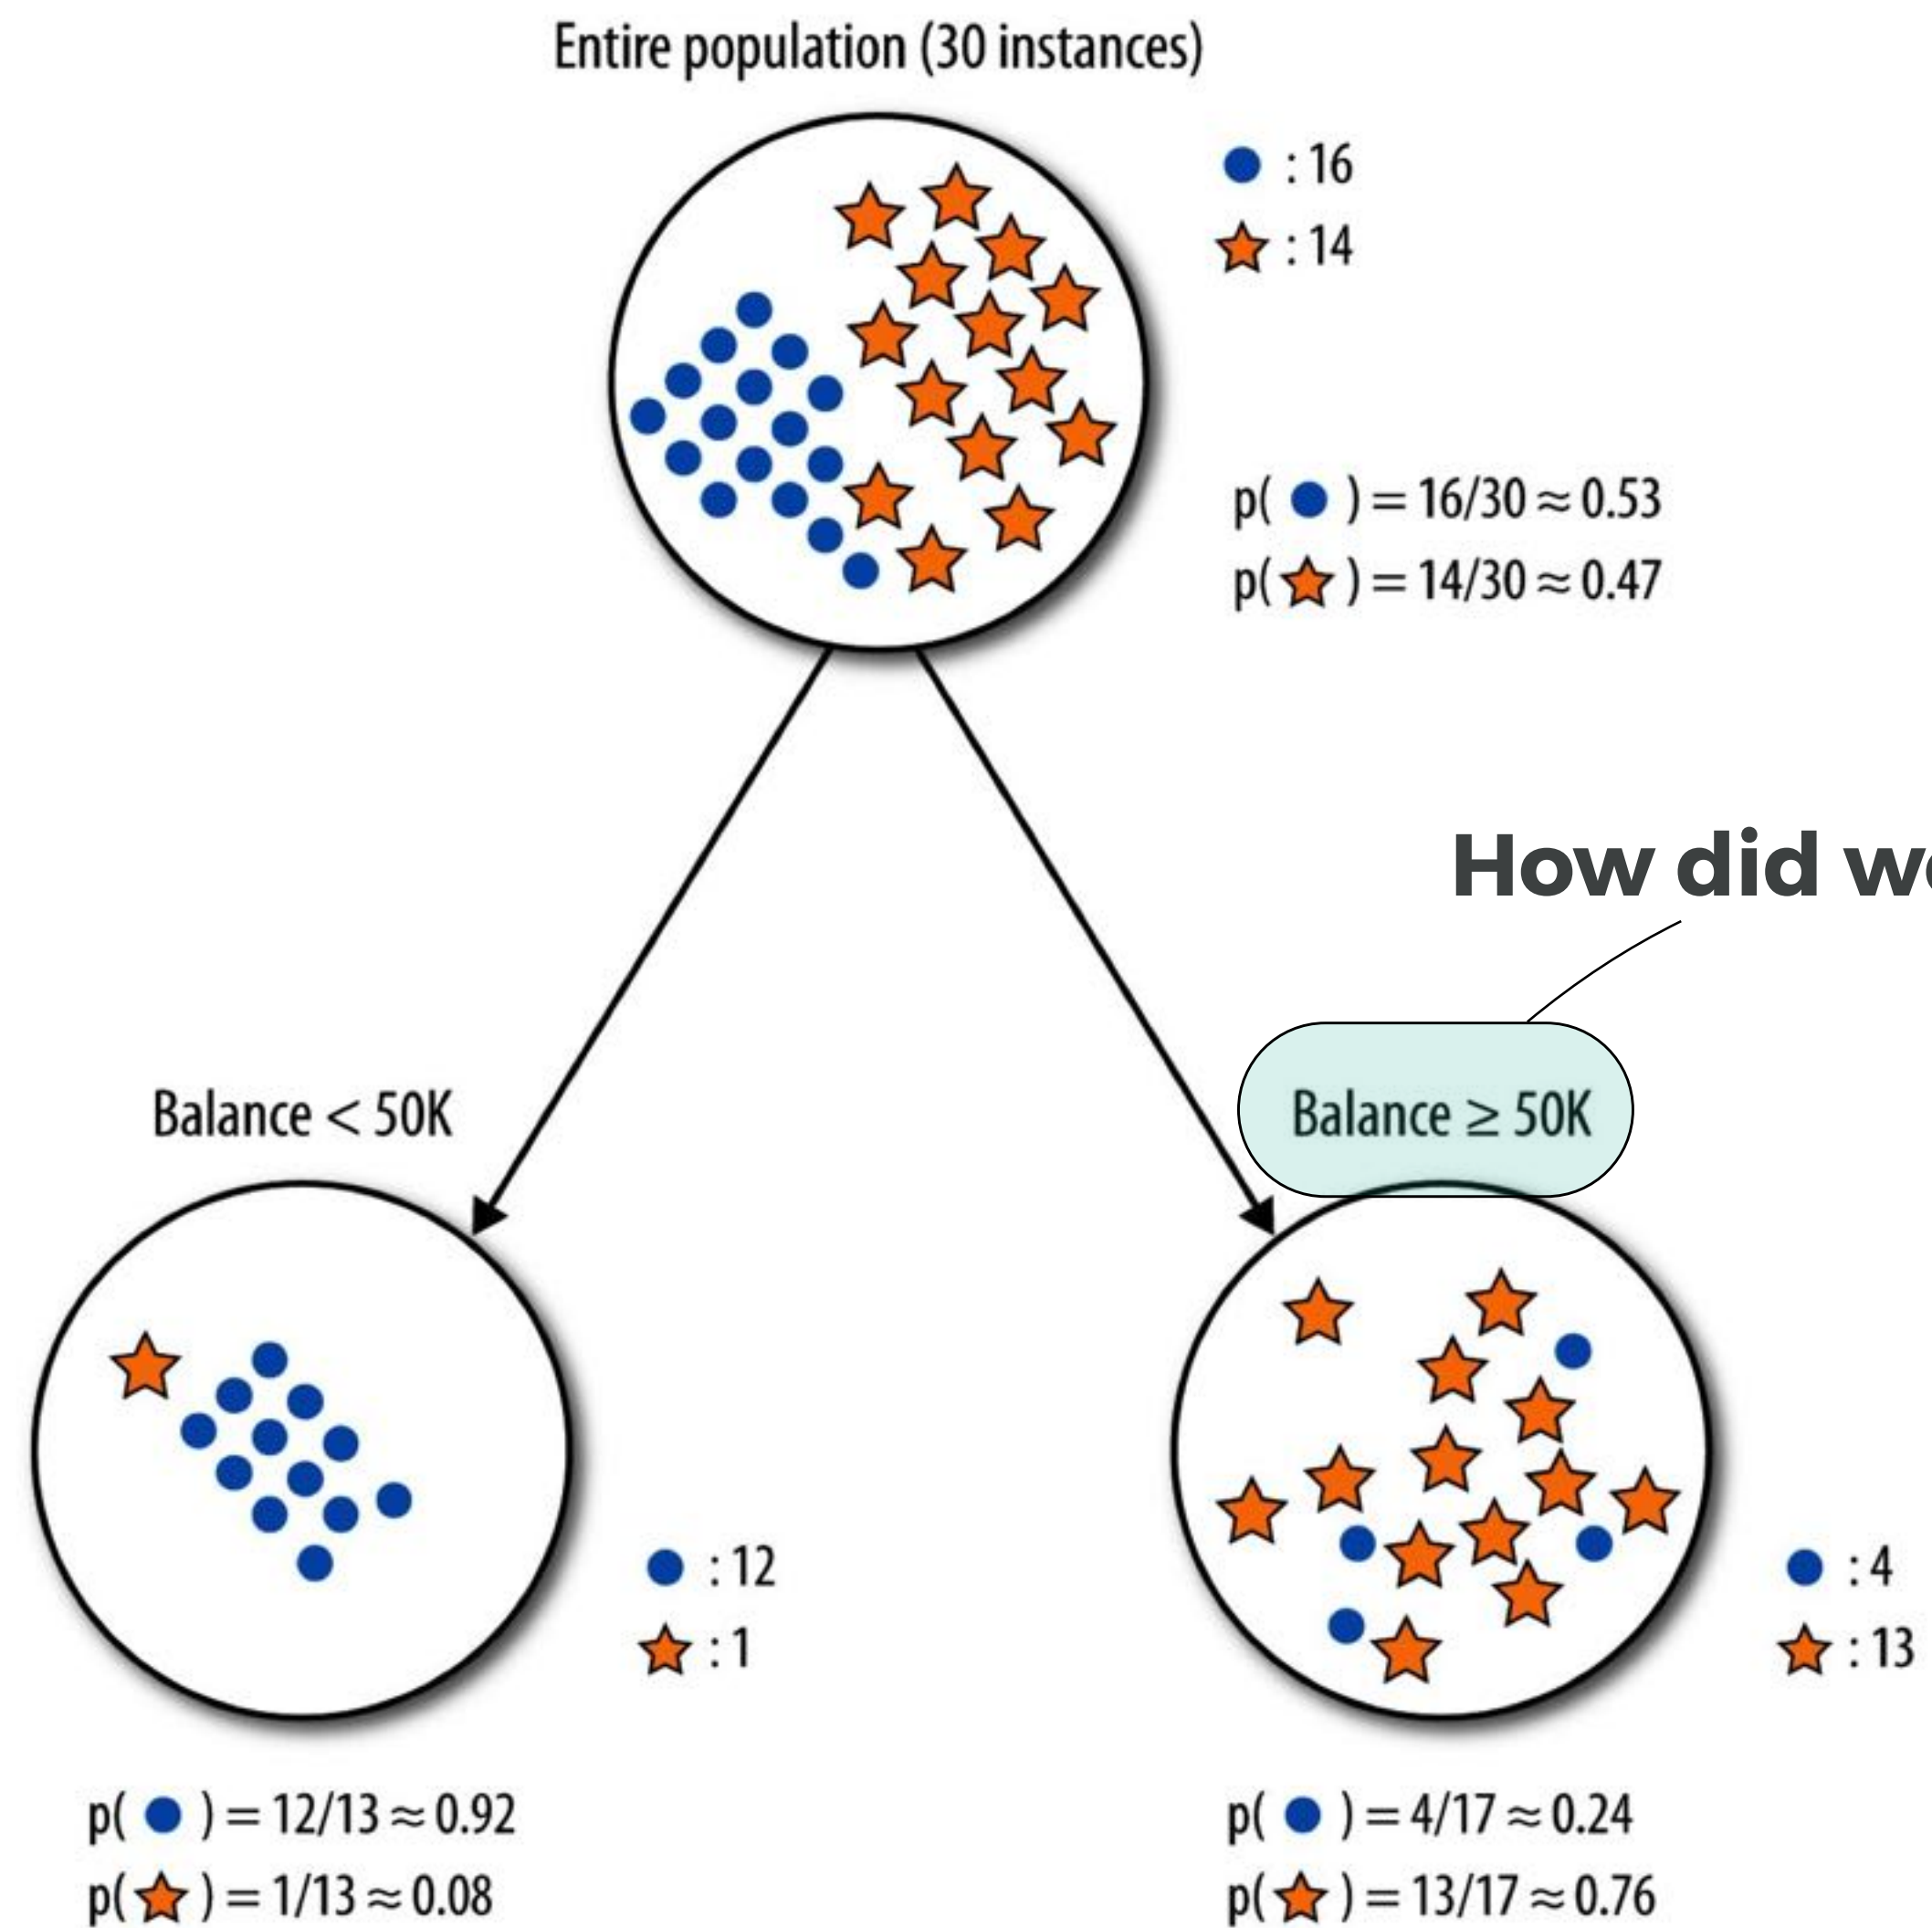 Entire population (30 instances)
: 16
: 14
p( ) = 16/30 ≈ 0.53
p( ) = 14/30 ≈ 0.47
How did
Balance < 50K
Balance ≥ 50K
: 12
: 1
: 4
: 13
p( ) = 12/13 ≈ 0.92
p( ) = 1/13 ≈ 0.08
p( ) = 4/17 ≈ 0.24
p( ) = 13/17 ≈ 0.76